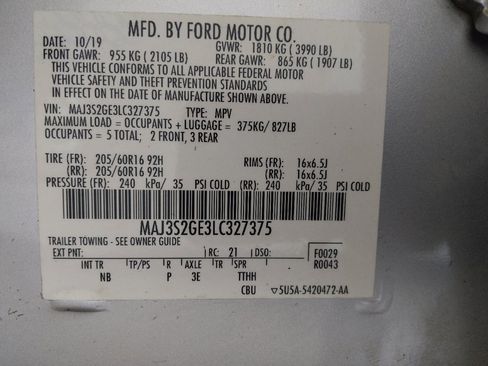 MFD. BY FORD MOTOR CO.
DATE: 10/19 GVWR: 1810 KG ( 3990 LB)
FRONT GAWR: 955 KG ( 2105 LB) REAR GAWR: 865 KG ( 1907 LB)
THIS VEHICLE CONFORMS TO ALL APPLICABLE FEDERAL MOTOR
VEHICLE SAFETY AND THEFT PREVENTION STANDARDS
IN EFFECT ON THE DATE OF MANUFACTURE SHOWN ABOVE.
VIN: MAJ3S2GE3LC327375 TYPE: MPV
MAXIMUM LOAD = OCCUPANTS + LUGGAGE = 375KG/ 827LB
OCCUPANTS = 5 TOTAL; 2 FRONT, 3 REAR
TIRE (FR): 205/60R16 92H RIMS (FR): 16x6.5J
(RR): 205/60R16 92H (RR): 16x6.5J
PRESSURE (FR): 240 kPa/ 35 PSI COLD (RR): 240 kPa/ 35 PSI COLD
MAJ3S2GE3LC327375
TRAILER TOWING - SEE OWNER GUIDE
EXT PNT: RC: 21 DSO: F0029
R0043
INT TR TP/PS R AXLE TR SPR
NB P 3E TTHH
CBU ▽5U5A-5420472-AA